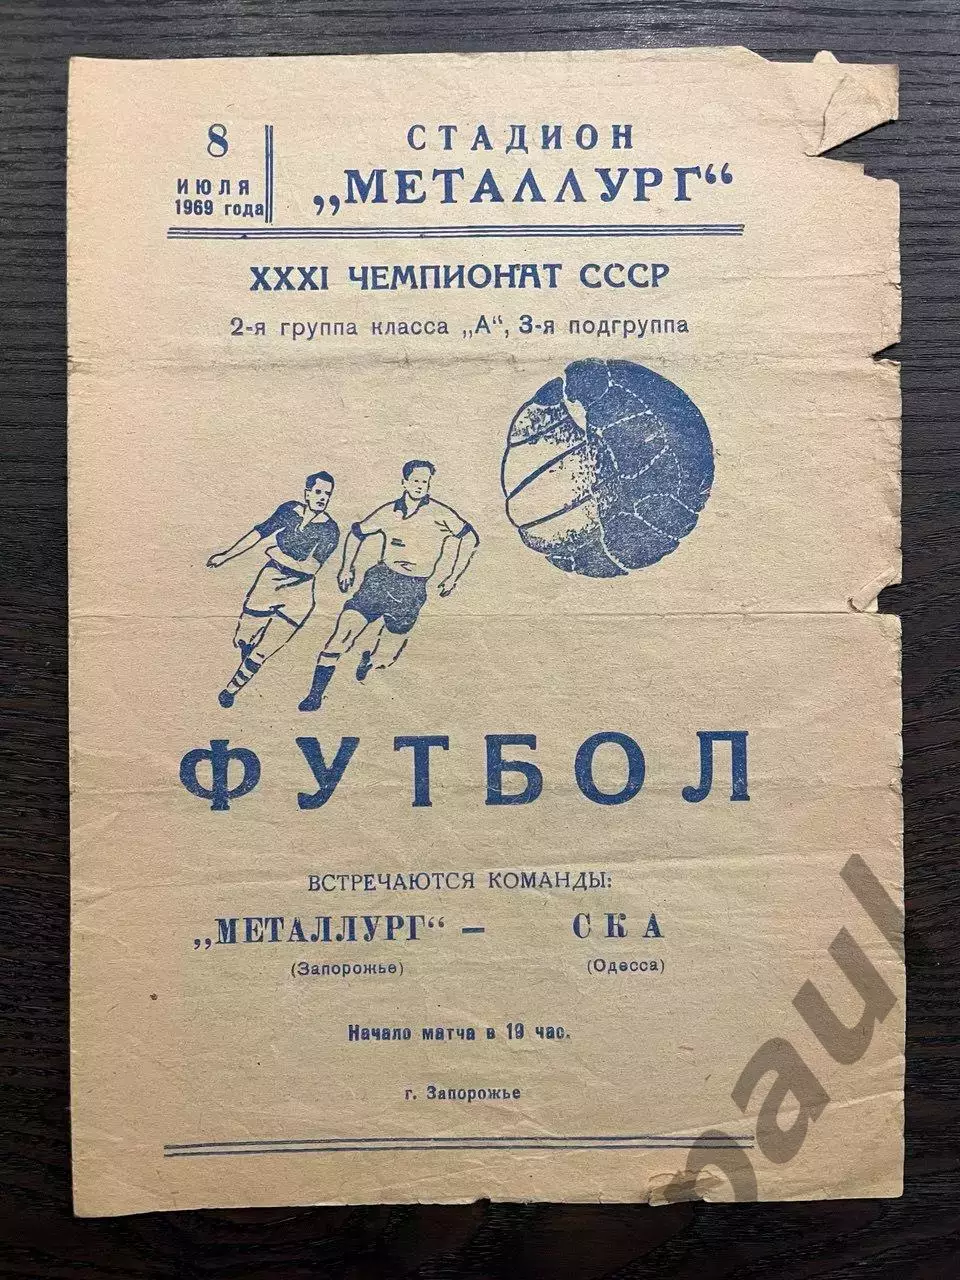 8
ИЮЛЯ
1969 года
СТАДИОН
„МЕТАЛЛУРГ“
XXXI ЧЕМПИОНАТ СССР
2-я группа класса „А“, 3-я подгруппа
ФУТБОЛ
ВСТРЕЧАЮТСЯ КОМАНДЫ:
„МЕТАЛЛУРГ“ — СКА
(Запорожье) (Одесса)
Начало матча в 19 час.
г. Запорожье
paul